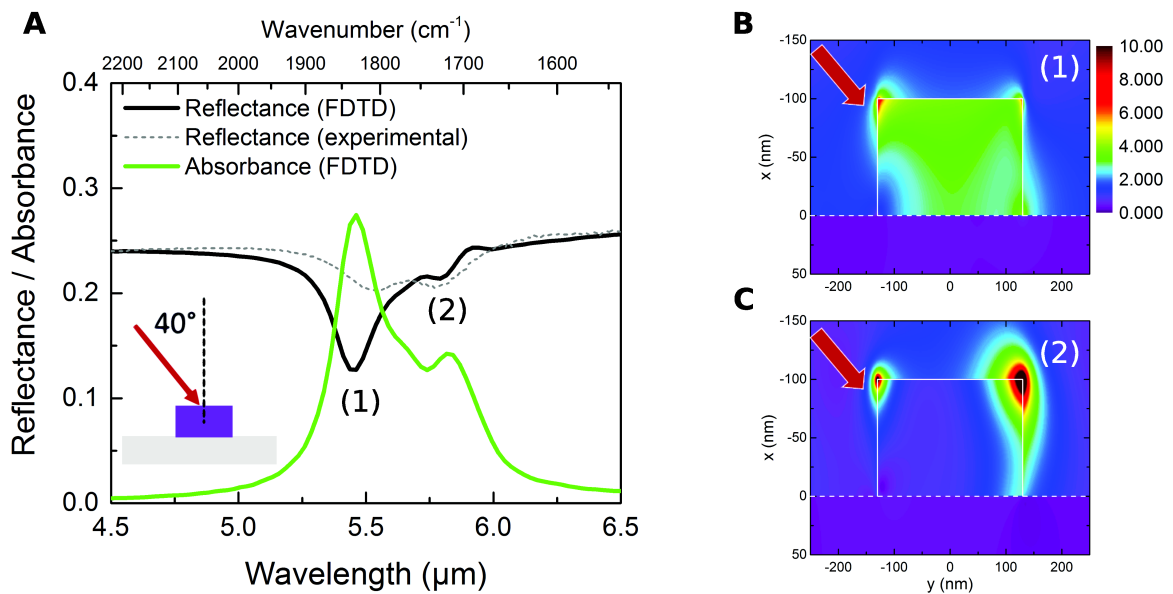 A
Wavenumber (cm-1)
2200 2100 2000 1900 1800 1700 1600
0.4
0.3
0.2
0.1
0.0
Reflectance / Absorbance
Reflectance (FDTD)
Reflectance (experimental)
Absorbance (FDTD)
40°
(1)
(2)
4.5 5.0 5.5 6.0 6.5
Wavelength (μm)
B
-150
-100
-50
0
50
x (nm)
(1)
-200 -100 0 100 200
10.00
8.000
6.000
4.000
2.000
0.000
C
-150
-100
-50
0
50
x (nm)
(2)
-200 -100 0 100 200
y (nm)